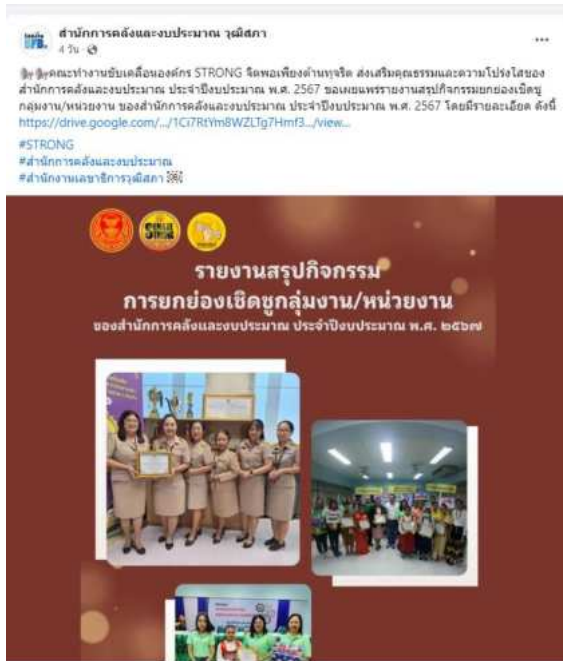 สำนักการคลังและงบประมาณ วุฒิสภา
4 วัน
คณะทำงานขับเคลื่อนองค์กร STRONG จิตพอเพียงต้านทุจริต ส่งเสริมคุณธรรมและความโปร่งใสของ
สำนักการคลังและงบประมาณ ประจำปีงบประมาณ พ.ศ. 2567 ขอเผยแพร่รายงานสรุปกิจกรรมยกย่องเชิดชู
กลุ่มงาน/หน่วยงาน ของสำนักการคลังและงบประมาณ ประจำปีงบประมาณ พ.ศ. 2567 โดยมีรายละเอียด ดังนี้
https://drive.google.com/.../1Ci7RtYm8WZLTg7Hmf3.../view...
#STRONG
#สำนักการคลังและงบประมาณ
#สำนักงานเลขาธิการวุฒิสภา
รายงานสรุปกิจกรรม
การยกย่องเชิดชูกลุ่มงาน/หน่วยงาน
ของสำนักการคลังและงบประมาณ ประจำปีงบประมาณ พ.ศ. ๒๕๖๗